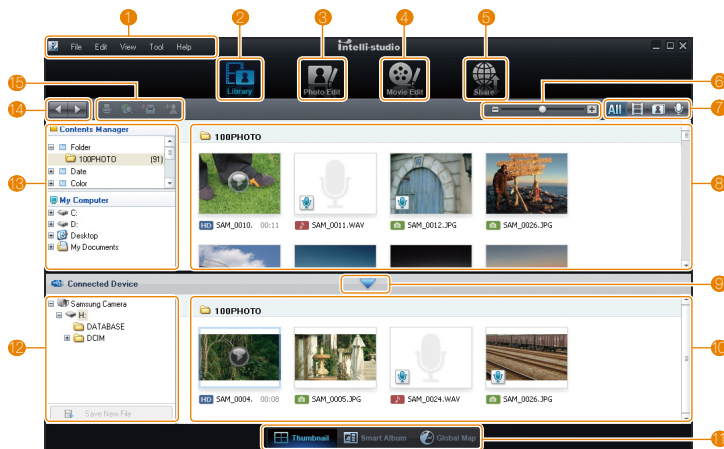 1 2 3 4 5
File Edit View Tool Help
intelli-studio
Library Photo Edit Movie Edit Share
15 6
14 All 7
Contents Manager
Folder
100PHOTO (91)
Date
Color
13
My Computer
C:
D:
Desktop
My Documents
100PHOTO
HD SAM_0010. 00:11 SAM_0011.WAV SAM_0012.JPG SAM_0026.JPG
8
Connected Device 9
Samsung Camera
H:
DATABASE
DCIM
12
Save New File
100PHOTO
HD SAM_0004. 00:08 SAM_0005.JPG SAM_0024.WAV SAM_0026.JPG
10
Thumbnail Smart Album Global Map 11